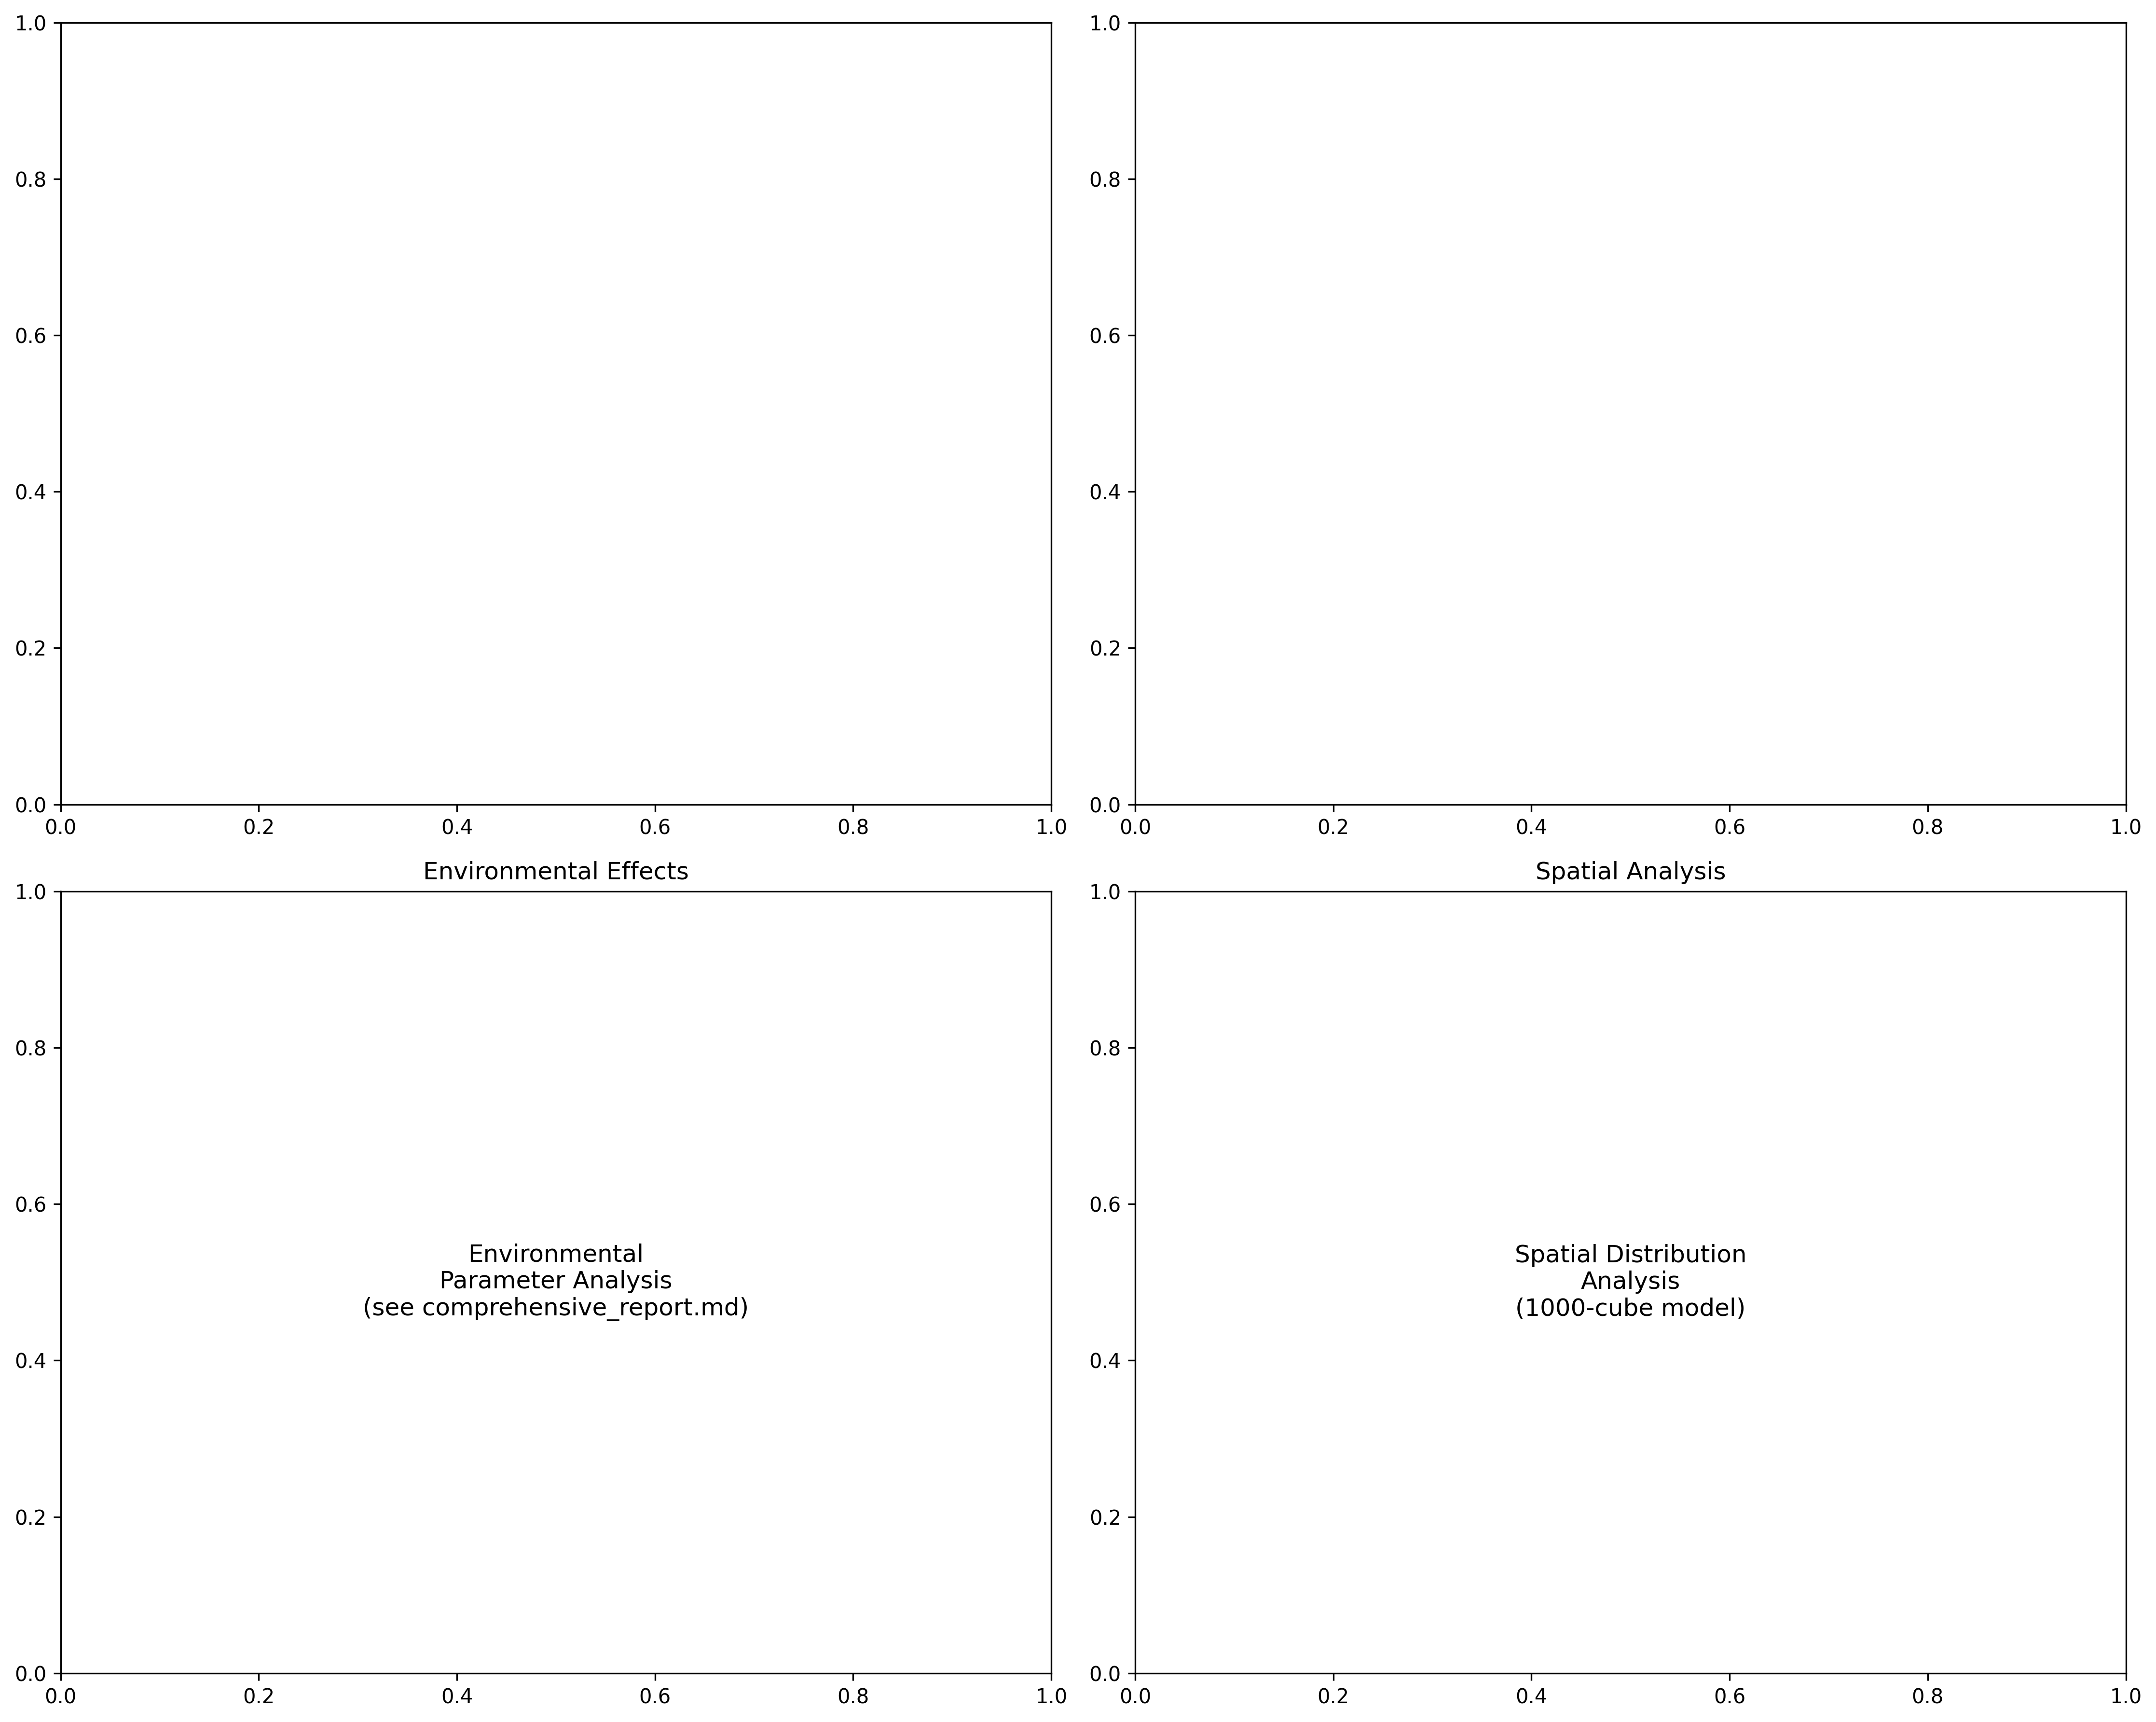 1.0
0.8
0.6
0.4
0.2
0.0
0.0 0.2 0.4 0.6 0.8 1.0
1.0
0.8
0.6
0.4
0.2
0.0
0.0 0.2 0.4 0.6 0.8 1.0
Environmental Effects
1.0
0.8
0.6
0.4
0.2
0.0
Environmental
Parameter Analysis
(see comprehensive_report.md)
0.0 0.2 0.4 0.6 0.8 1.0
Spatial Analysis
1.0
0.8
0.6
0.4
0.2
0.0
Spatial Distribution
Analysis
(1000-cube model)
0.0 0.2 0.4 0.6 0.8 1.0